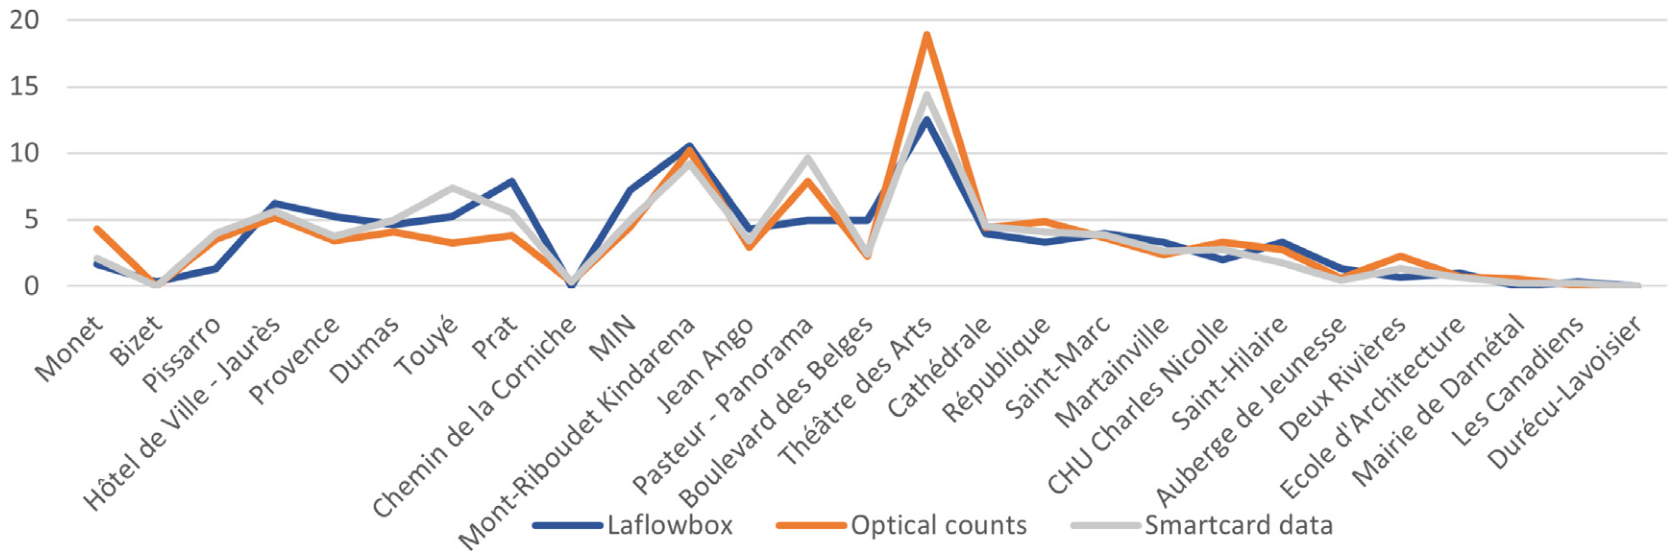 20
15
10
5
0
Monet
Bizet
Pissarro
Hôtel de Ville - Jaurès
Provence
Dumas
Touyé
Prat
Chemin de la Corniche
MIN
Mont-Riboudet Kindarena
Jean Ango
Pasteur - Panorama
Boulevard des Belges
Théâtre des Arts
Cathédrale
République
Saint-Marc
Martainville
CHU Charles Nicolle
Saint-Hilaire
Auberge de Jeunesse
Deux Rivières
Ecole d'Architecture
Mairie de Darnétal
Les Canadiens
Durécu-Lavoisier
Laflowbox
Optical counts
Smartcard data